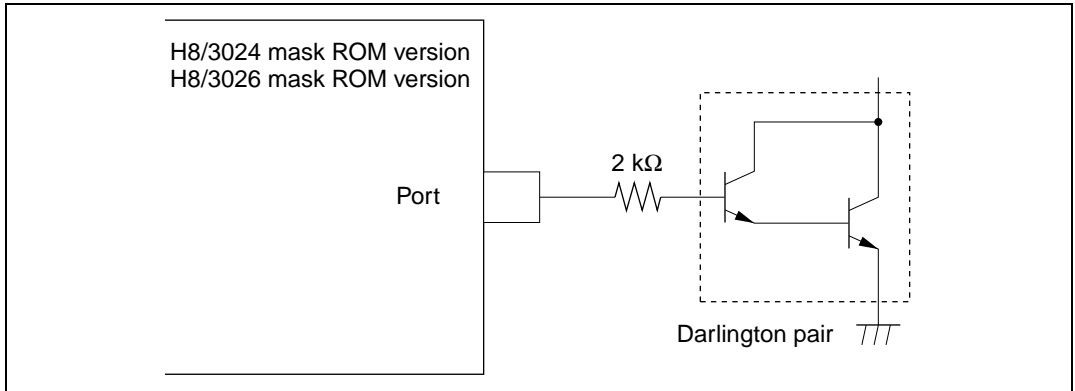 H8/3024 mask ROM version
H8/3026 mask ROM version
2 kΩ
Port
Darlington pair